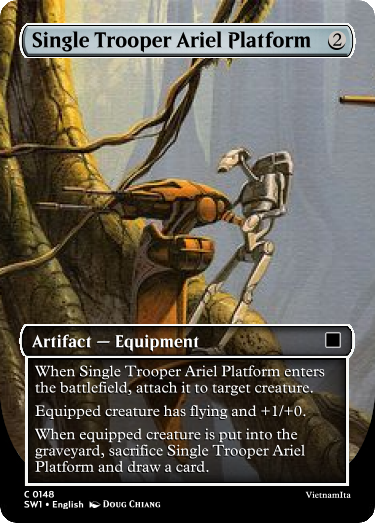 Single Trooper Ariel Platform 2
Artifact — Equipment
When Single Trooper Ariel Platform enters
the battlefield, attach it to target creature.
Equipped creature has flying and +1/+0.
When equipped creature is put into the
graveyard, sacrifice Single Trooper Ariel
Platform and draw a card.
C 0148
SW1 • English Doug Chiang
VietnamIta